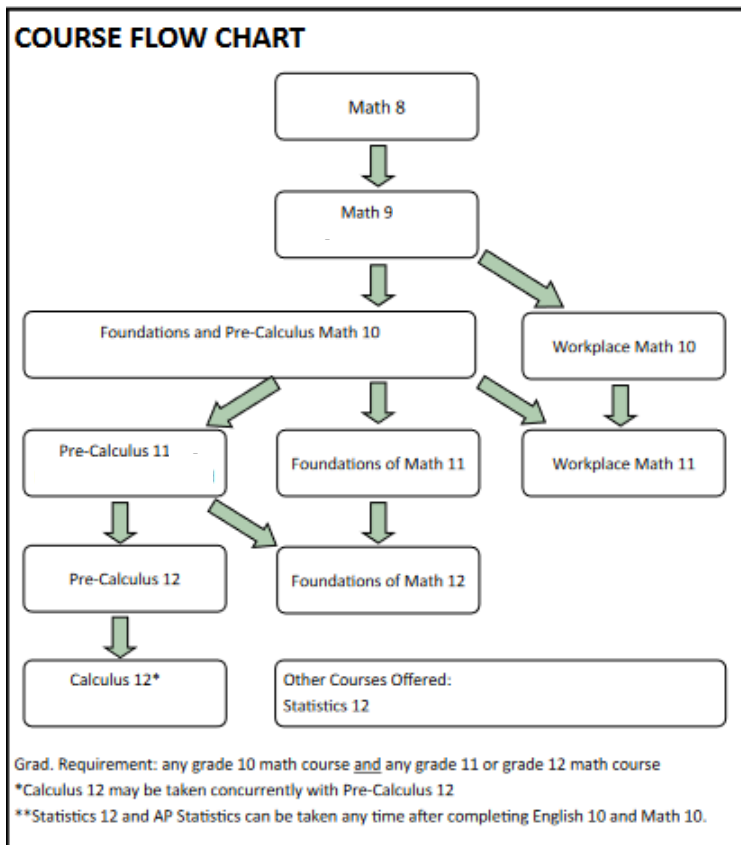 COURSE FLOW CHART
Math 8
Math 9
Foundations and Pre-Calculus Math 10
Workplace Math 10
Pre-Calculus 11
Foundations of Math 11
Workplace Math 11
Pre-Calculus 12
Foundations of Math 12
Calculus 12*
Other Courses Offered:
Statistics 12
Grad. Requirement: any grade 10 math course and any grade 11 or grade 12 math course
*Calculus 12 may be taken concurrently with Pre-Calculus 12
**Statistics 12 and AP Statistics can be taken any time after completing English 10 and Math 10.